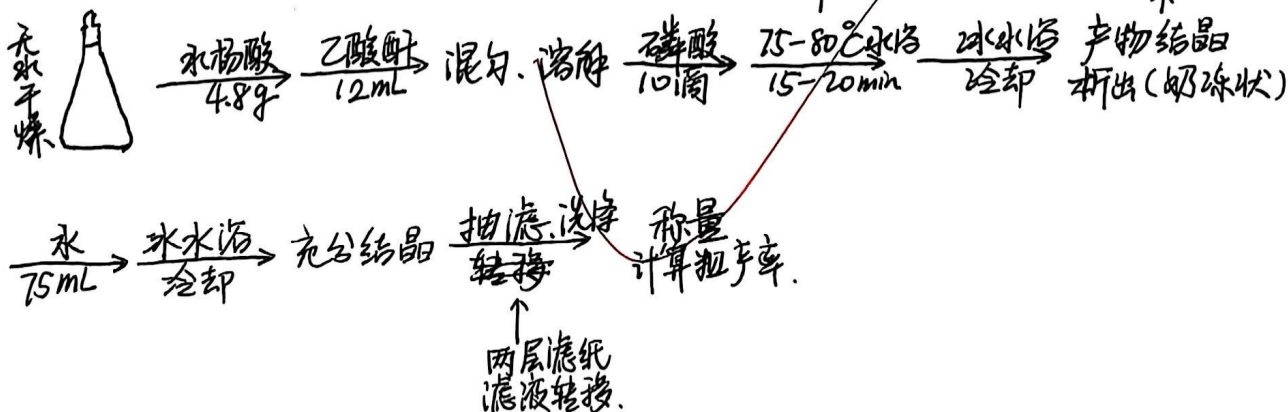 无水干燥
水杨酸
4.8g
乙酸酐
12mL
混匀、溶解
磷酸
10滴
75-80℃水浴
15-20min
冰水浴
冷却
产物结晶
析出(奶冻状)
水
75mL
冰水浴
冷却
充分结晶
抽滤、洗涤
转移
称量
计算粗产率.
两层滤纸
滤液转移.